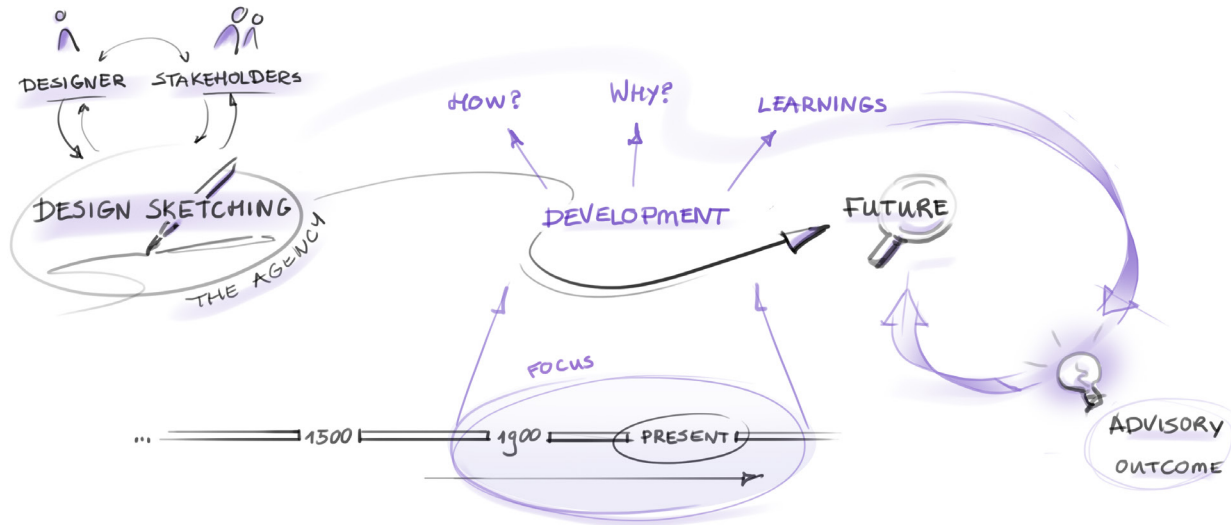 DESIGNER STAKEHOLDERS
HOW? WHY? LEARNINGS
DESIGN SKETCHING
THE AGENCY
DEVELOPMENT
FUTURE
FOCUS
... 1500 1900 PRESENT
ADVISORY
OUTCOME